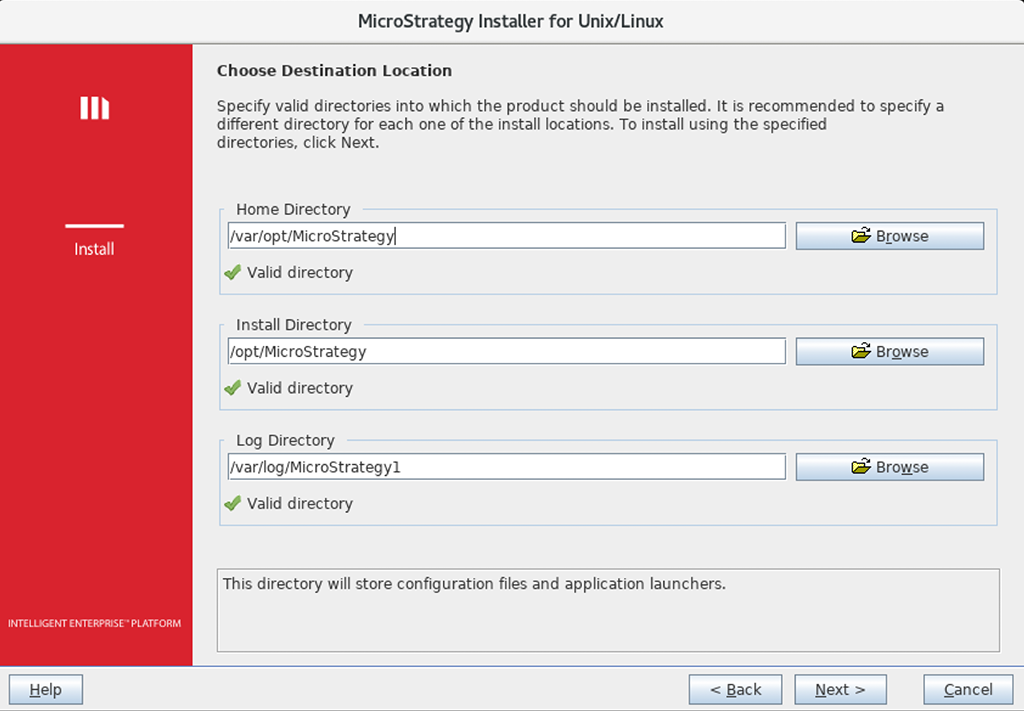 MicroStrategy Installer for Unix/Linux
Install
INTELLIGENT ENTERPRISE™ PLATFORM
Choose Destination Location
Specify valid directories into which the product should be installed. It is recommended to specify a
different directory for each one of the install locations. To install using the specified
directories, click Next.
Home Directory
/var/opt/MicroStrategy
Browse
Valid directory
Install Directory
/opt/MicroStrategy
Browse
Valid directory
Log Directory
/var/log/MicroStrategy1
Browse
Valid directory
This directory will store configuration files and application launchers.
Help
< Back
Next >
Cancel